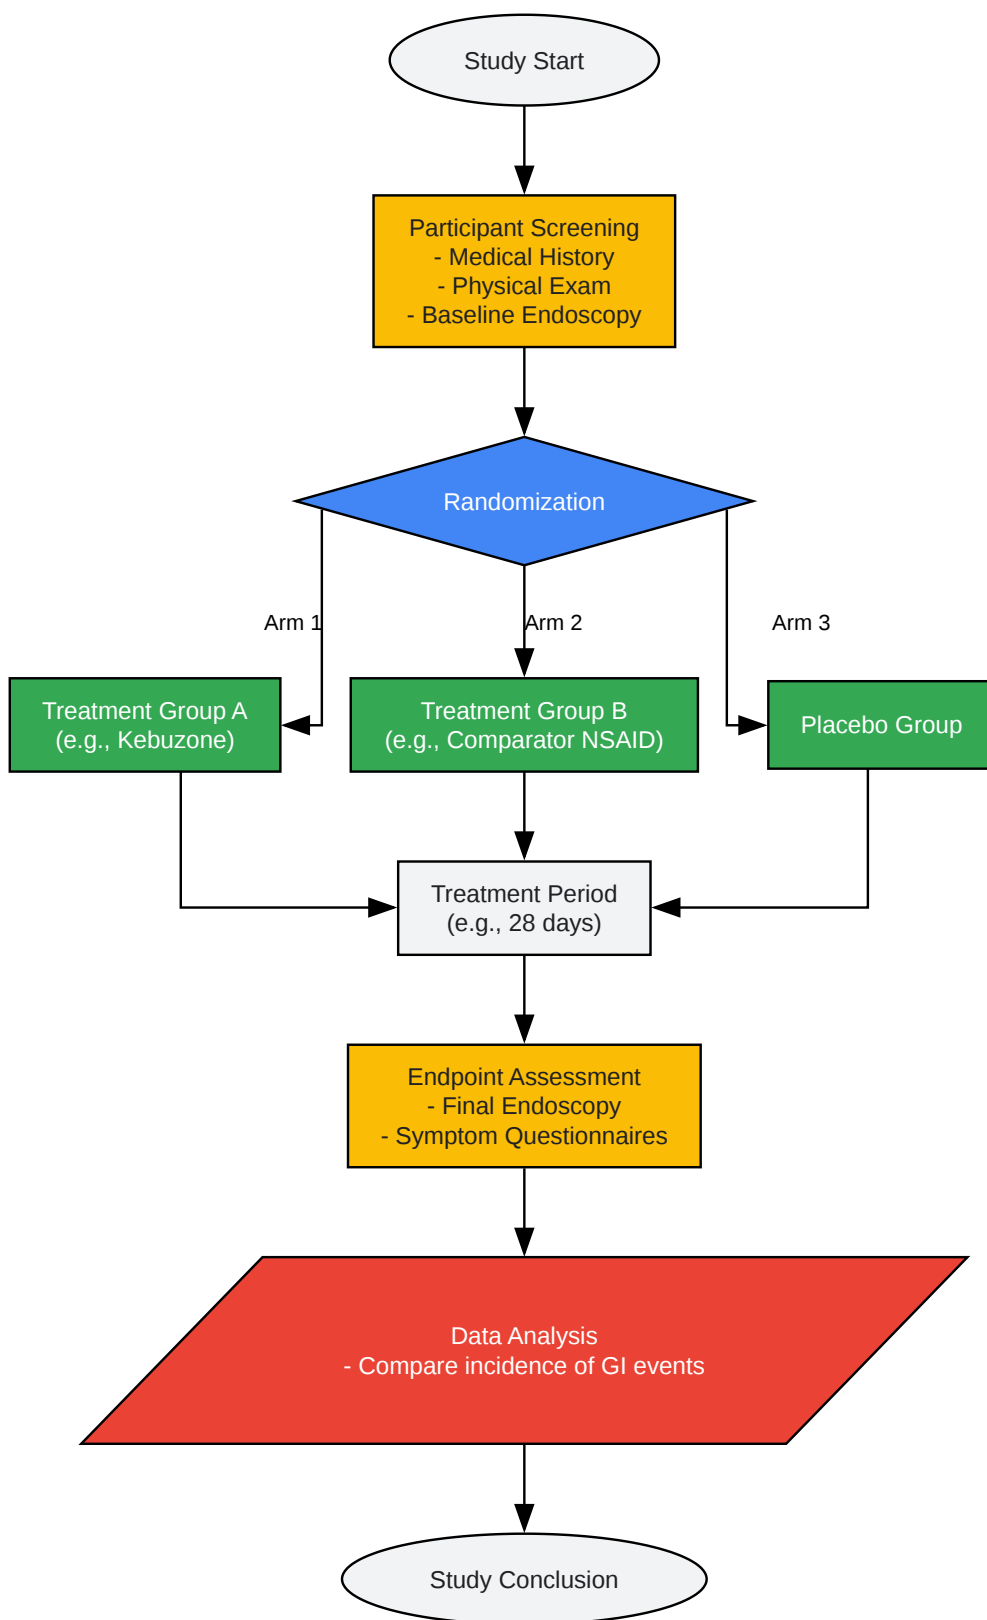 Study Start
Participant Screening
- Medical History
- Physical Exam
- Baseline Endoscopy
Randomization
Arm 1
Arm 2
Arm 3
Treatment Group A
(e.g., Kebuzone)
Treatment Group B
(e.g., Comparator NSAID)
Placebo Group
Treatment Period
(e.g., 28 days)
Endpoint Assessment
- Final Endoscopy
- Symptom Questionnaires
Data Analysis
- Compare incidence of GI events
Study Conclusion